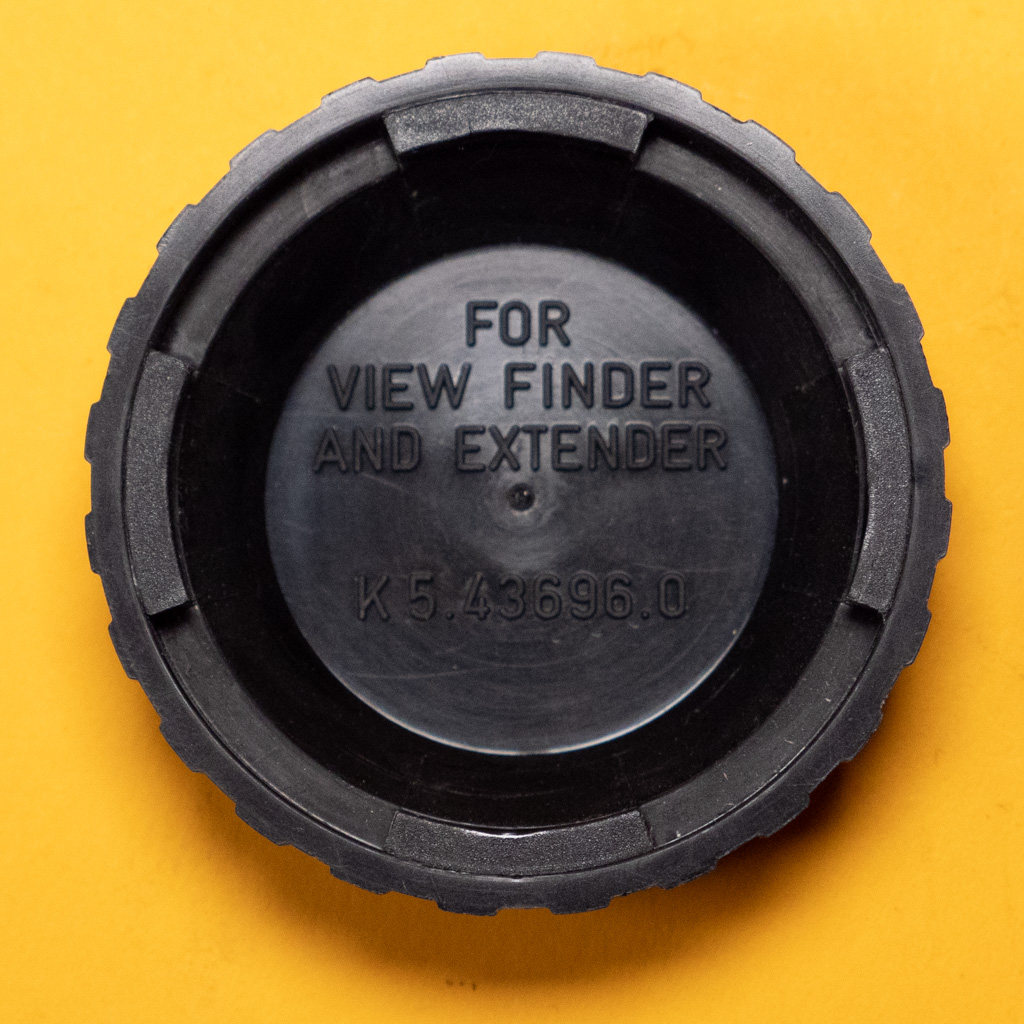 FOR
VIEW FINDER
AND EXTENDER
K 5.43696.0